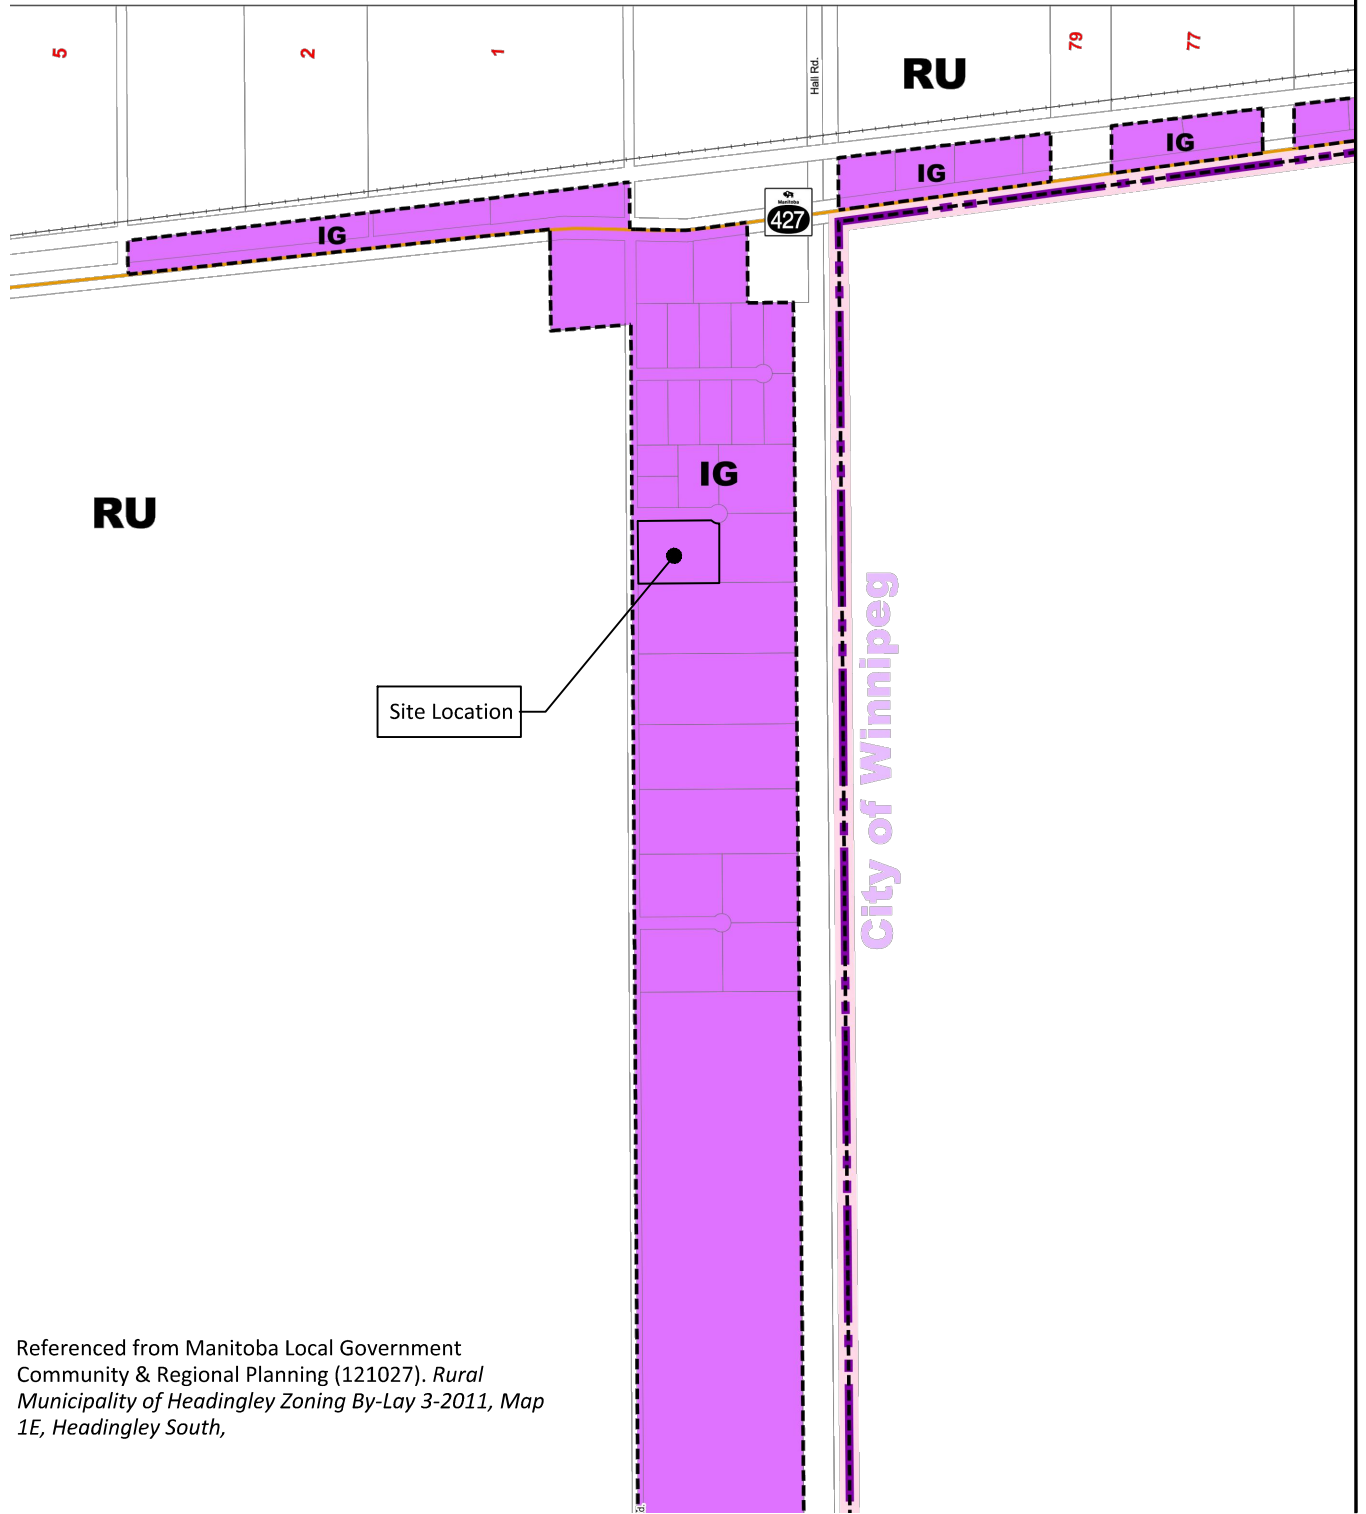 5
2
1
Hall Rd.
RU
79
77
IG
IG
IG
Manitoba
427
RU
IG
Site Location
City of Winnipeg
Referenced from Manitoba Local Government
Community & Regional Planning (121027). Rural
Municipality of Headingley Zoning By-Lay 3-2011, Map
1E, Headingley South,